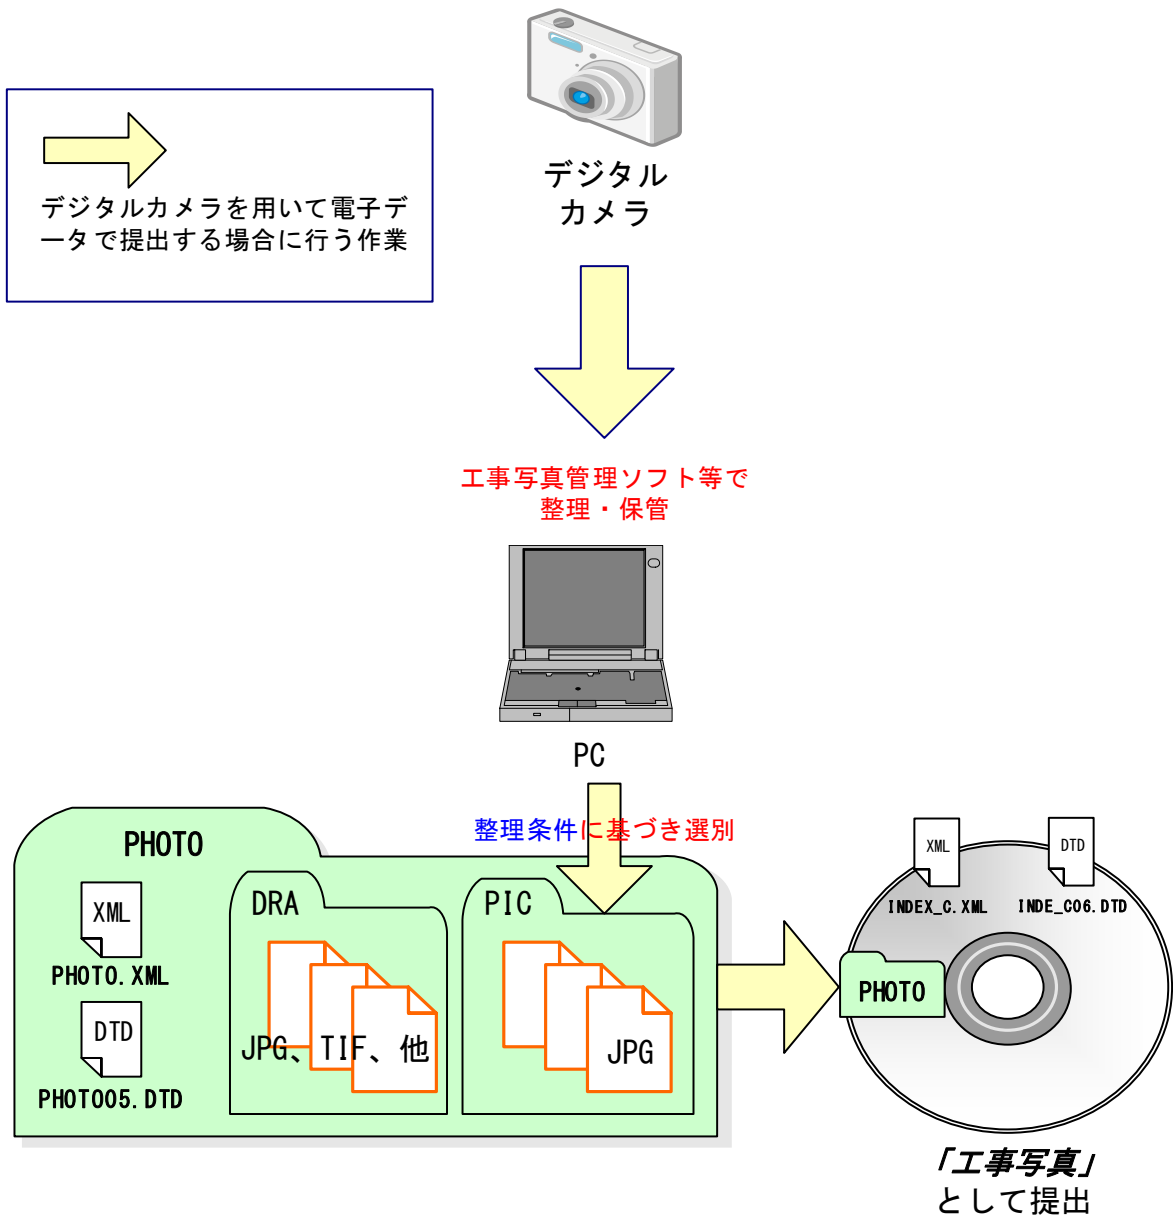 デジタル
カメラ
デジタルカメラを用いて電子デ
ータで提出する場合に行う作業
工事写真管理ソフト等で
整理・保管
PC
整理条件に基づき選別
PHOTO
XML
PHOTO.XML
DTD
PHOTO05.DTD
DRA
JPG、TIF、他
PIC
JPG
XML
INDEX_C.XML
DTD
INDE_C06.DTD
PHOTO
「工事写真」
として提出